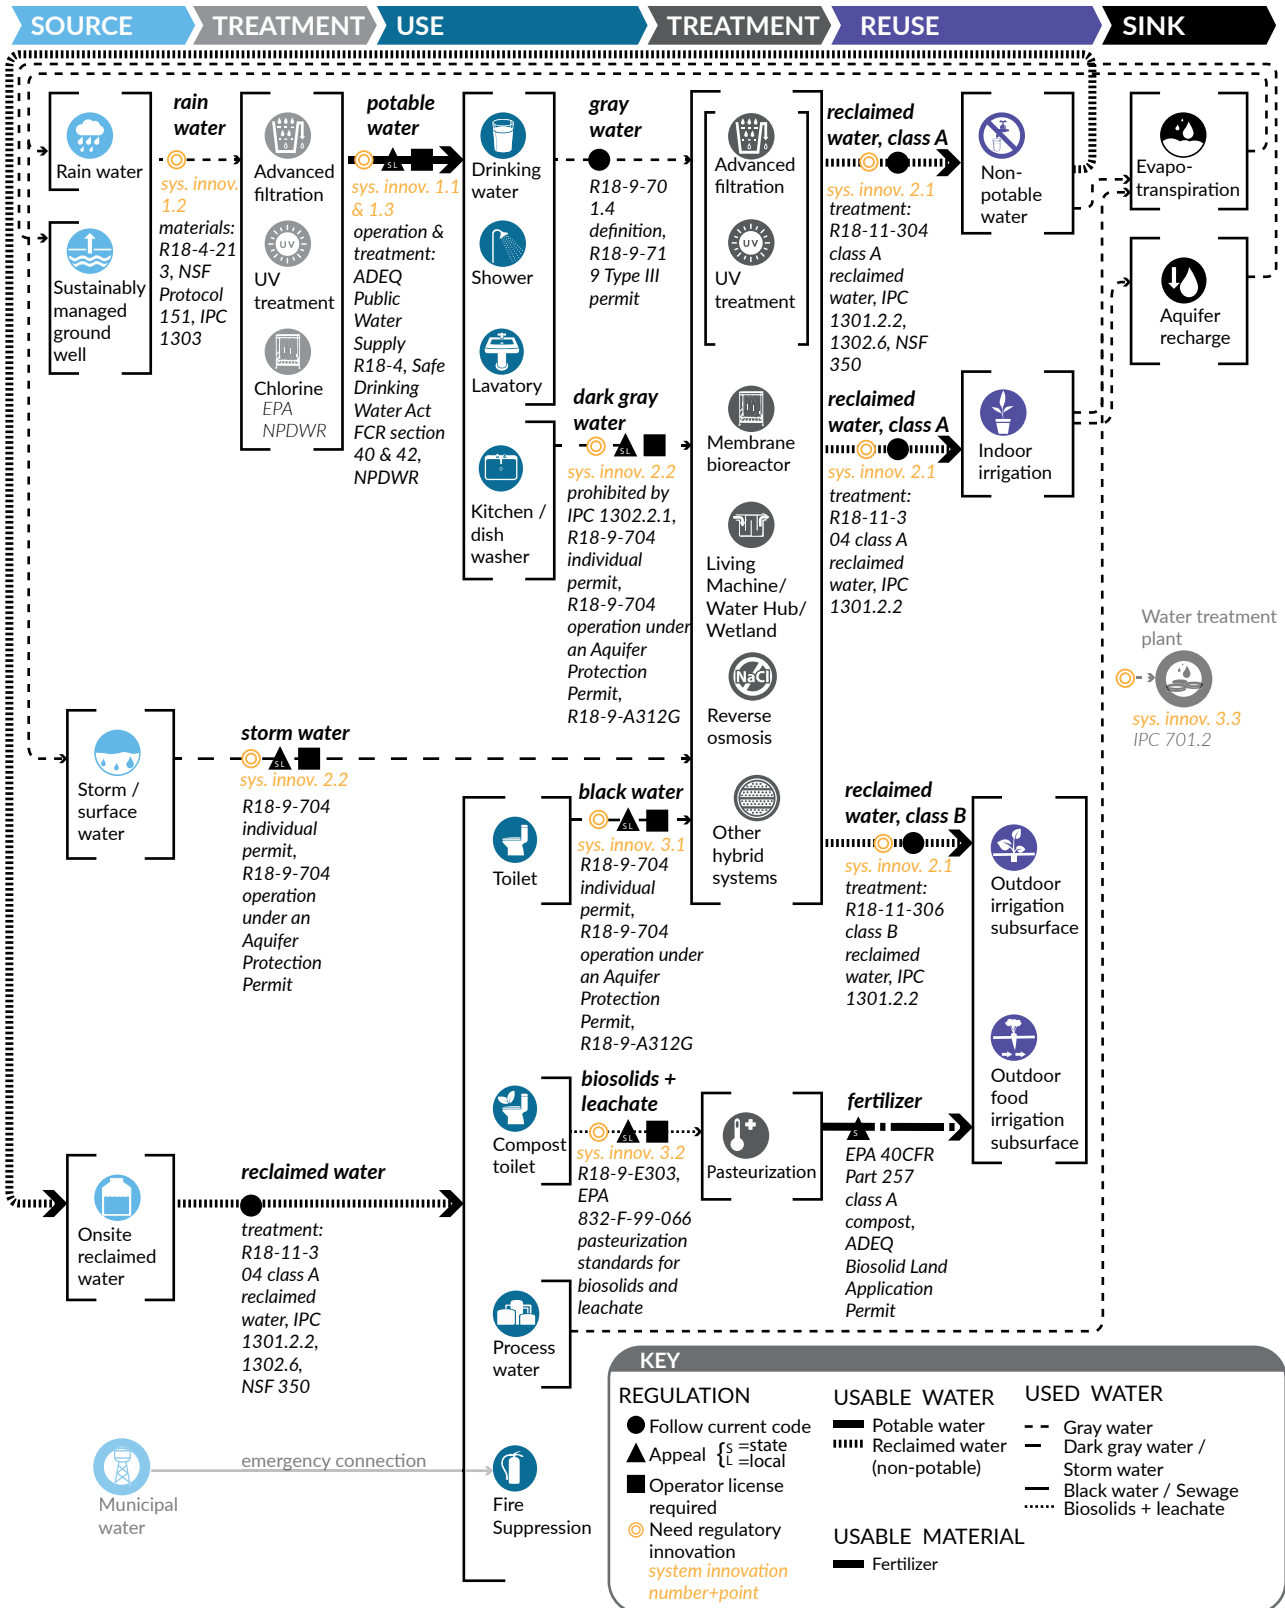 SOURCE
TREATMENT
USE
TREATMENT
REUSE
SINK
Rain water
Sustainably
managed
ground
well
rain
water
sys. innov.
1.2
materials:
R18-4-21
3, NSF
Protocol
151, IPC
1303
Advanced
filtration
UV
UV
treatment
Chlorine
EPA
NPDWR
potable
water
S L
sys. innov. 1.1
& 1.3
operation &
treatment:
ADEQ
Public
Water
Supply
R18-4, Safe
Drinking
Water Act
FCR section
40 & 42,
NPDWR
Drinking
water
Shower
Lavatory
Kitchen /
dish
washer
gray
water
R18-9-70
1.4
definition,
R18-9-71
9 Type III
permit
dark gray
water
S L
sys. innov. 2.2
prohibited by
IPC 1302.2.1,
R18-9-704
individual
permit,
R18-9-704
operation under
an Aquifer
Protection
Permit,
R18-9-A312G
Advanced
filtration
UV
UV
treatment
Membrane
bioreactor
Living
Machine/
Water Hub/
Wetland
NaCl
Reverse
osmosis
Other
hybrid
systems
reclaimed
water, class A
sys. innov. 2.1
treatment:
R18-11-304
class A
reclaimed
water, IPC
1301.2.2,
1302.6, NSF
350
reclaimed
water, class A
sys. innov. 2.1
treatment:
R18-11-3
04 class A
reclaimed
water, IPC
1301.2.2
Non-
potable
water
Indoor
irrigation
Evapo-
transpiration
Aquifer
recharge
Water treatment
plant
sys. innov. 3.3
IPC 701.2
Storm /
surface
water
storm water
S L
sys. innov. 2.2
R18-9-704
individual
permit,
R18-9-704
operation
under an
Aquifer
Protection
Permit
Toilet
black water
S L
sys. innov. 3.1
R18-9-704
individual
permit,
R18-9-704
operation under
an Aquifer
Protection
Permit,
R18-9-A312G
reclaimed
water, class B
sys. innov. 2.1
treatment:
R18-11-306
class B
reclaimed
water, IPC
1301.2.2
Outdoor
irrigation
subsurface
Outdoor
food
irrigation
subsurface
Compost
toilet
biosolids +
leachate
S L
sys. innov. 3.2
R18-9-E303,
EPA
832-F-99-066
pasteurization
standards for
biosolids and
leachate
Pasteurization
fertilizer
S
EPA 40CFR
Part 257
class A
compost,
ADEQ
Biosolid Land
Application
Permit
Onsite
reclaimed
water
reclaimed water
treatment:
R18-11-3
04 class A
reclaimed
water, IPC
1301.2.2,
1302.6,
NSF 350
Process
water
Municipal
water
emergency connection
Fire
Suppression
KEY
REGULATION
Follow current code
Appeal { S =state
L =local
Operator license
required
Need regulatory
innovation
system innovation
number+point
USABLE WATER
Potable water
Reclaimed water
(non-potable)
USABLE MATERIAL
Fertilizer
USED WATER
Gray water
Dark gray water /
Storm water
Black water / Sewage
Biosolids + leachate